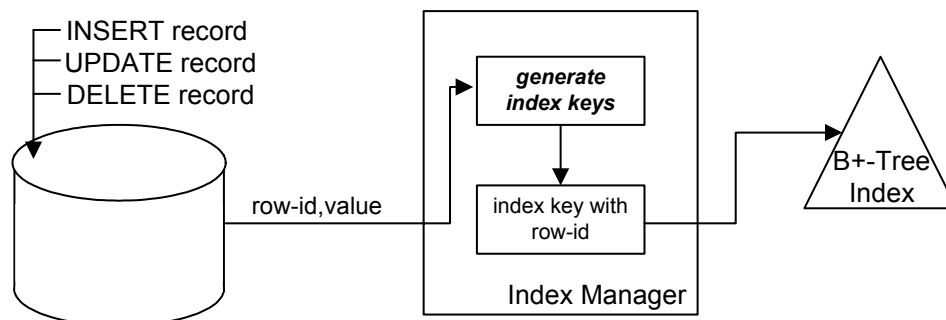 INSERT record
UPDATE record
DELETE record
row-id,value
generate
index keys
index key with
row-id
Index Manager
B+-Tree
Index